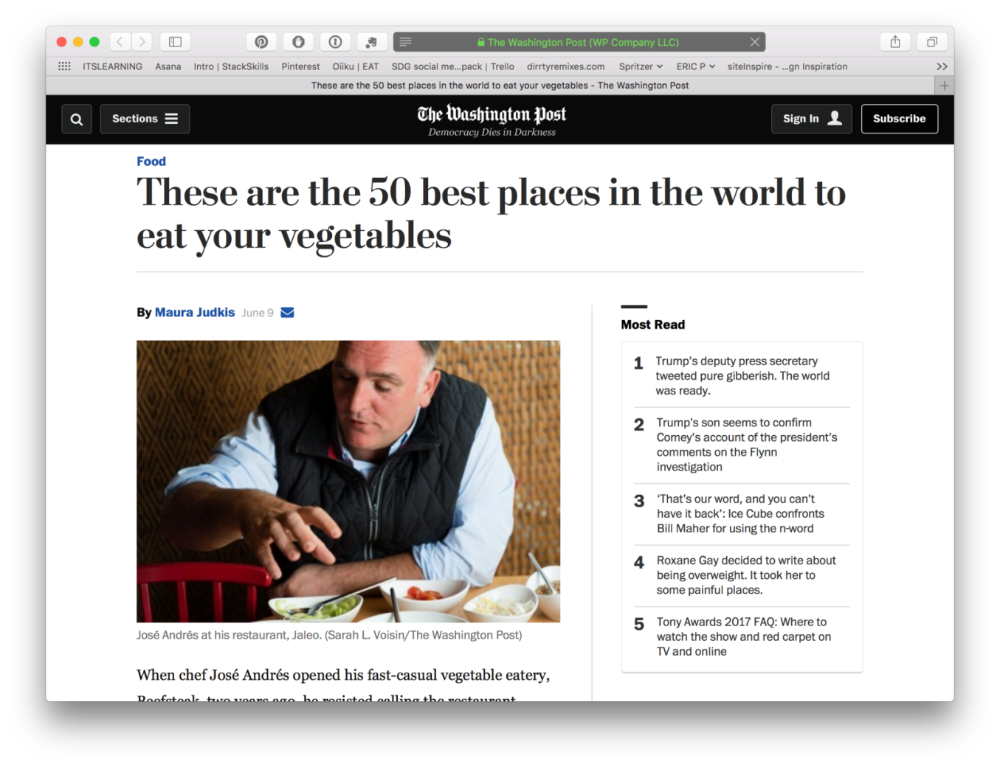 The Washington Post (WP Company LLC)
ITSLEARNING Asana Intro | StackSkills Pinterest Oiiku | EAT SDG social me...pack | Trello dirrtyremixes.com Spritzer ERIC P siteInspire - ...gn Inspiration >>
These are the 50 best places in the world to eat your vegetables - The Washington Post
Sections
The Washington Post
Democracy Dies in Darkness
Sign In
Subscribe
Food
These are the 50 best places in the world to
eat your vegetables
By Maura Judkis June 9
José Andrés at his restaurant, Jaleo. (Sarah L. Voisin/The Washington Post)
When chef José Andrés opened his fast-casual vegetable eatery,
Beefsteak, two years ago, he resisted calling the restaurant
Most Read
1 Trump's deputy press secretary
tweeted pure gibberish. The world
was ready.
2 Trump's son seems to confirm
Comey's account of the president's
comments on the Flynn
investigation
3 ‘That's our word, and you can't
have it back’: Ice Cube confronts
Bill Maher for using the n-word
4 Roxane Gay decided to write about
being overweight. It took her to
some painful places.
5 Tony Awards 2017 FAQ: Where to
watch the show and red carpet on
TV and online